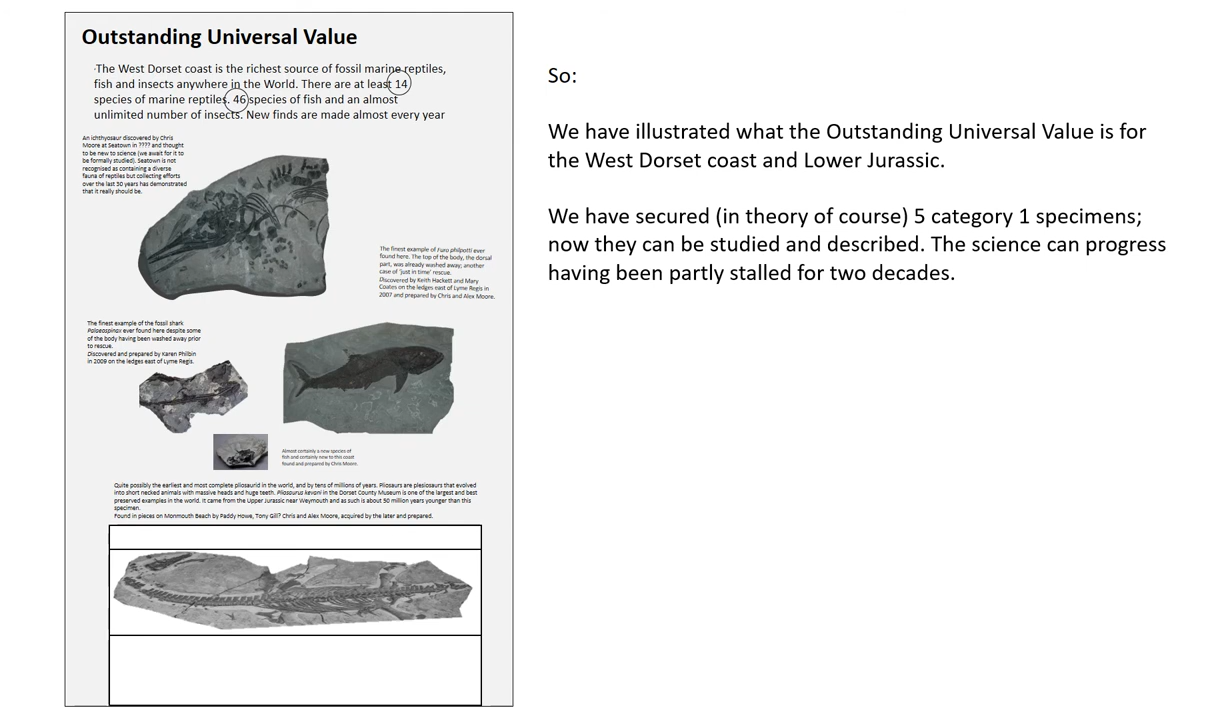 Outstanding Universal Value
·The West Dorset coast is the richest source of fossil marine reptiles,
fish and insects anywhere in the World. There are at least 14
species of marine reptiles. 46 species of fish and an almost
unlimited number of insects. New finds are made almost every year
An ichthyosaur discovered by Chris
Moore at Seatown in ???? and thought
to be new to science (we await for it to
be formally studied). Seatown is not
recognised as containing a diverse
fauna of reptiles but collecting efforts
over the last 50 years has demonstrated
that it really should be.
The finest example of Furo philpotti ever
found here. The top of the body, the dorsal
part, was already washed away; another
case of 'just in time' rescue.
Discovered by Keith Hackett and Mary
Coates on the ledges east of Lyme Regis in
2007 and prepared by Chris and Alex Moore.
The finest example of the fossil shark
Palaeospinax ever found here despite some
of the body having been washed away prior
to rescue.
Discovered and prepared by Karen Philbin
in 2009 on the ledges east of Lyme Regis.
Almost certainly a new species of
fish and certainly new to this coast
found and prepared by Chris Moore.
Quite possibly the earliest and most complete pliosaurid in the world, and by tens of millions of years. Pliosaurs are plesiosaurs that evolved
into short necked animals with massive heads and huge teeth. Pliosaurus kevani in the Dorset County Museum is one of the largest and best
preserved examples in the world. It came from the Upper Jurassic near Weymouth and as such is about 50 million years younger than this
specimen.
Found in pieces on Monmouth Beach by Paddy Howe, Tony Gill? Chris and Alex Moore, acquired by the later and prepared.
So:
We have illustrated what the Outstanding Universal Value is for
the West Dorset coast and Lower Jurassic.
We have secured (in theory of course) 5 category 1 specimens;
now they can be studied and described. The science can progress
having been partly stalled for two decades.